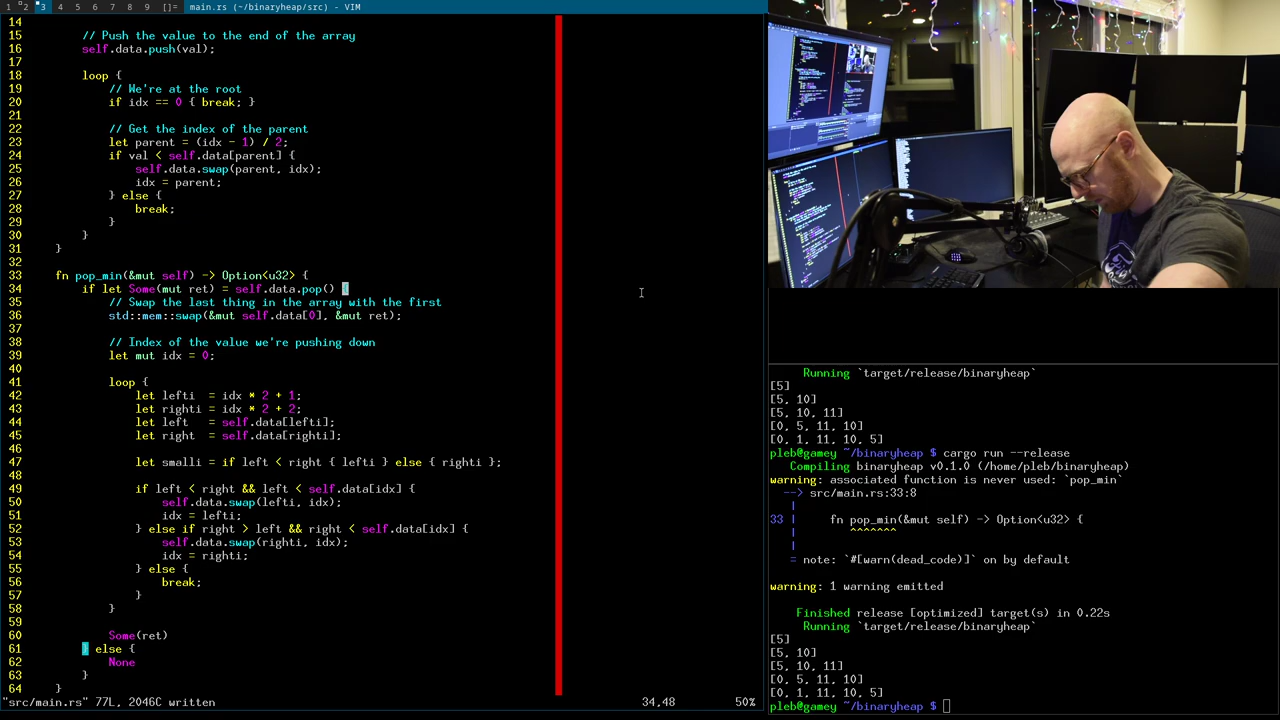 1 2 3 4 5 6 7 8 9 []= main.rs (~/binaryheap/src) - VIM
14
15 // Push the value to the end of the array
16 self.data.push(val);
17
18 loop {
19 // We're at the root
20 if idx == 0 { break; }
21
22 // Get the index of the parent
23 let parent = (idx - 1) / 2;
24 if val < self.data[parent] {
25 self.data.swap(parent, idx);
26 idx = parent;
27 } else {
28 break;
29 }
30 }
31 }
32
33 fn pop_min(&mut self) -> Option<u32> {
34 if let Some(mut ret) = self.data.pop() {
35 // Swap the last thing in the array with the first
36 std::mem::swap(&mut self.data[0], &mut ret);
37
38 // Index of the value we're pushing down
39 let mut idx = 0;
40
41 loop {
42 let lefti = idx * 2 + 1;
43 let righti = idx * 2 + 2;
44 let left = self.data[lefti];
45 let right = self.data[righti];
46
47 let smalli = if left < right { lefti } else { righti };
48
49 if left < right && left < self.data[idx] {
50 self.data.swap(lefti, idx);
51 idx = lefti;
52 } else if right > left && right < self.data[idx] {
53 self.data.swap(righti, idx);
54 idx = righti;
55 } else {
56 break;
57 }
58 }
59
60 Some(ret)
61 } else {
62 None
63 }
64 }
"src/main.rs" 77L, 2046C written 34,48 50%
Running `target/release/binaryheap`
[5]
[5, 10]
[5, 10, 11]
[0, 5, 11, 10]
[0, 1, 11, 10, 5]
pleb@gamey ~/binaryheap $ cargo run --release
Compiling binaryheap v0.1.0 (/home/pleb/binaryheap)
warning: associated function is never used: `pop_min`
--> src/main.rs:33:8
|
33 | fn pop_min(&mut self) -> Option<u32> {
| ^^^^^^^
|
= note: `#[warn(dead_code)]` on by default
warning: 1 warning emitted
Finished release [optimized] target(s) in 0.22s
Running `target/release/binaryheap`
[5]
[5, 10]
[5, 10, 11]
[0, 5, 11, 10]
[0, 1, 11, 10, 5]
pleb@gamey ~/binaryheap $